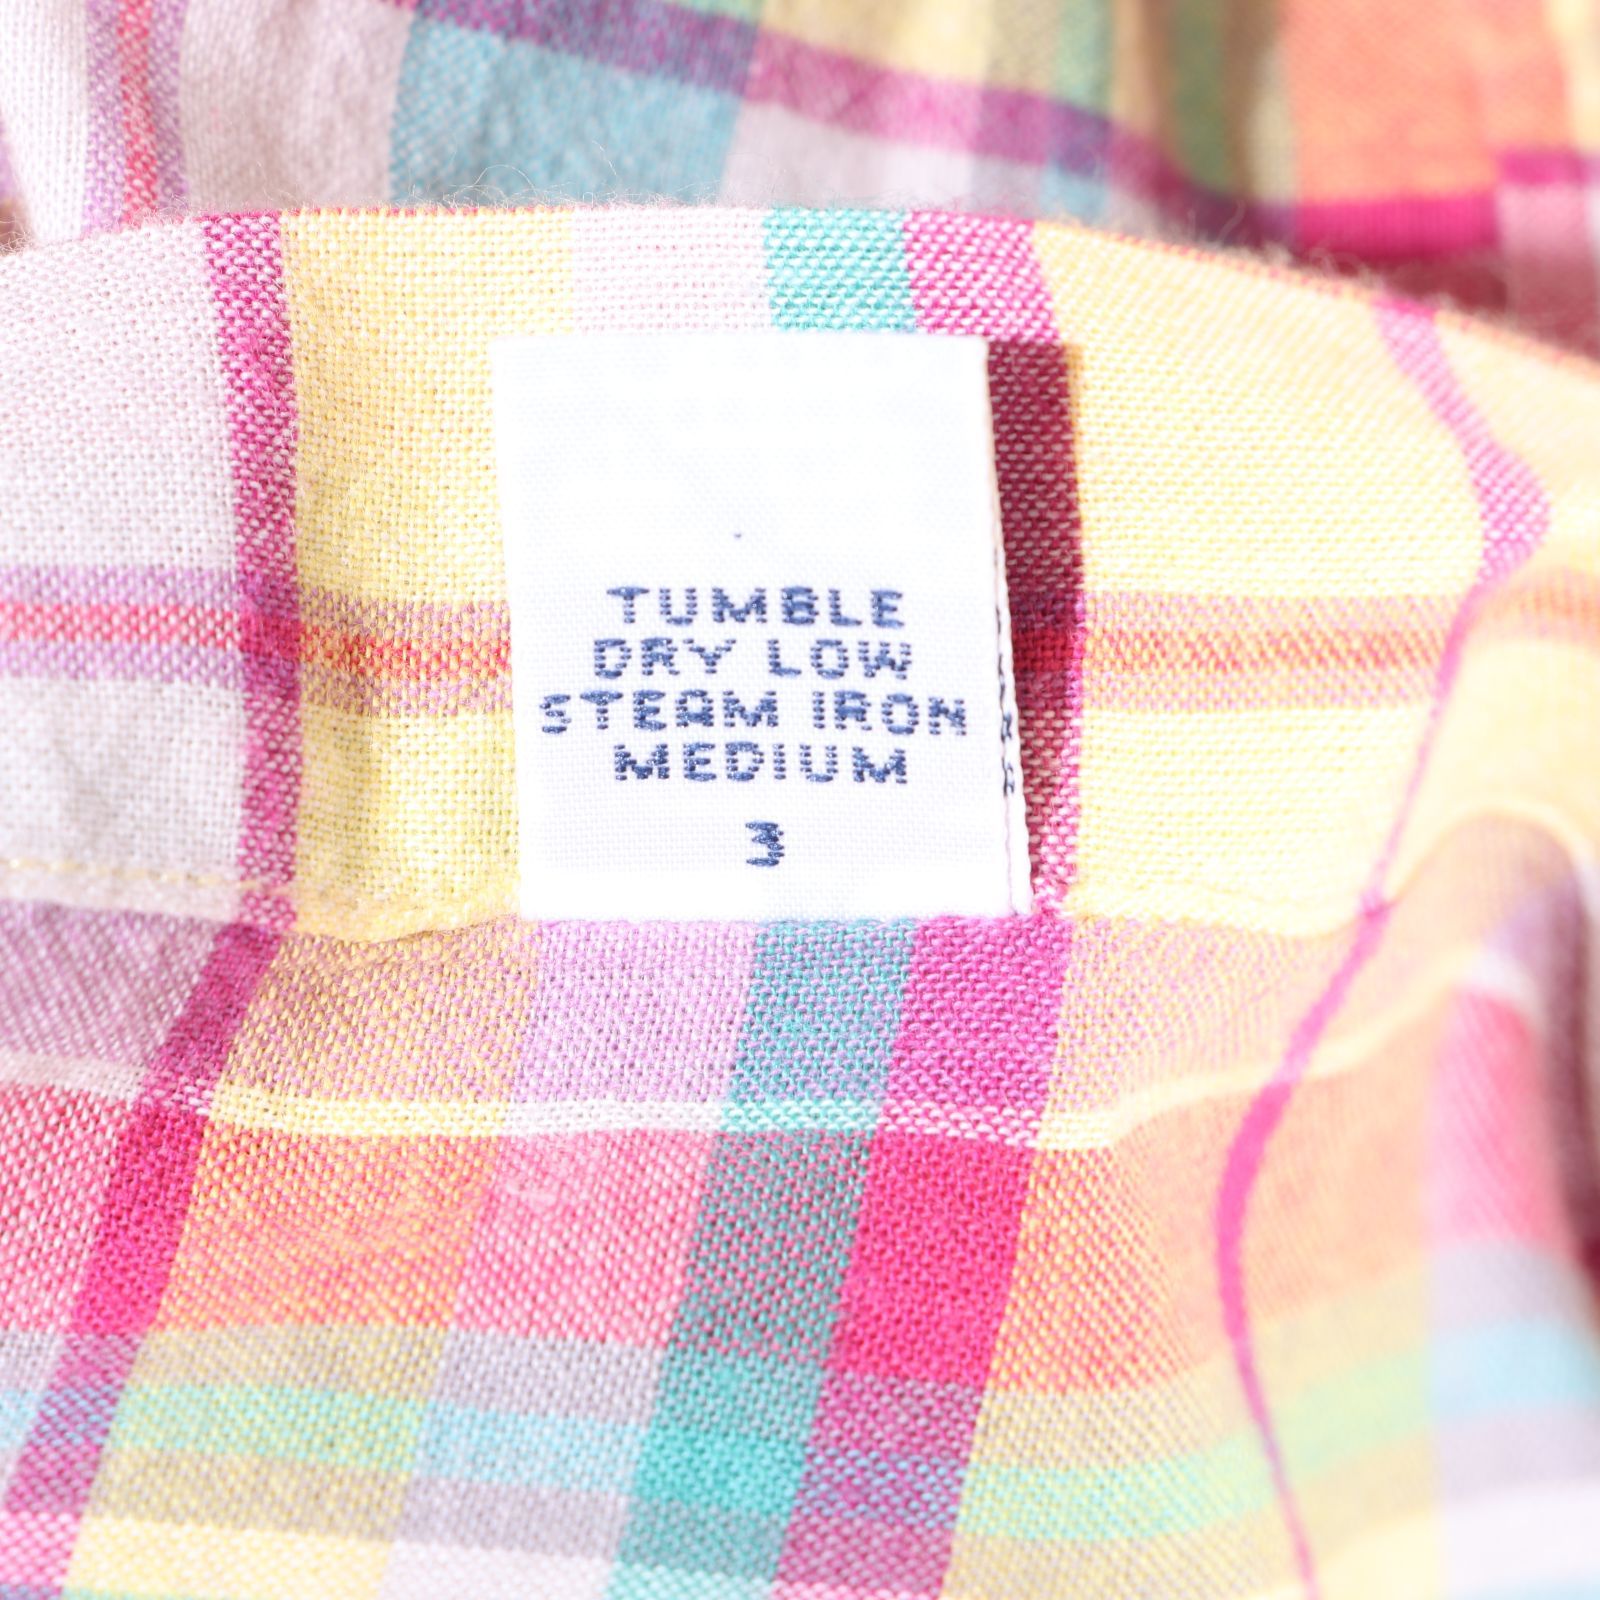 TUMBLE
DRY LOW
STEAM IRON
MEDIUM
3